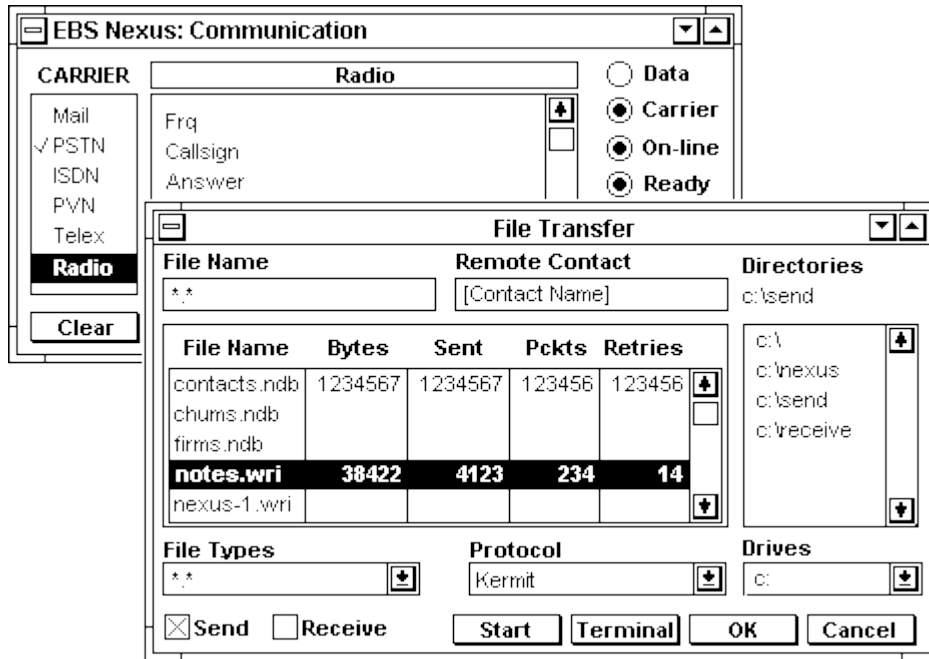 EBS Nexus: Communication
CARRIER
Radio
Mail
✓PSTN
ISDN
PVN
Telex
Radio
Frq
Callsign
Answer
Data
Carrier
On-line
Ready
Clear
File Transfer
File Name
*.*
Remote Contact
[Contact Name]
Directories
c:\send
File Name Bytes Sent Pckts Retries
contacts.ndb 1234567 1234567 123456 123456
chums.ndb
firms.ndb
notes.wri 38422 4123 234 14
nexus-1.wri
c:\
c:\nexus
c:\send
c:\receive
File Types
*.*
Protocol
Kermit
Drives
c:
Send Receive
Start Terminal OK Cancel